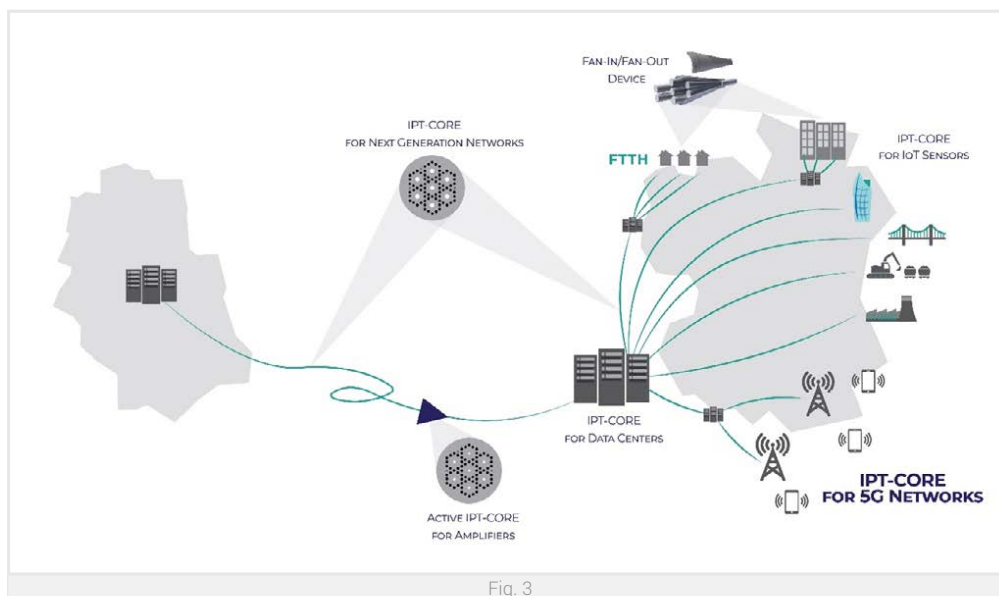 FAN-IN/FAN-OUT
DEVICE
IPT-CORE
FOR NEXT GENERATION NETWORKS
IPT-CORE
FOR IOT SENSORS
FTTH
IPT-CORE
FOR DATA CENTERS
ACTIVE IPT-CORE
FOR AMPLIFIERS
IPT-CORE
FOR 5G NETWORKS
Fig. 3